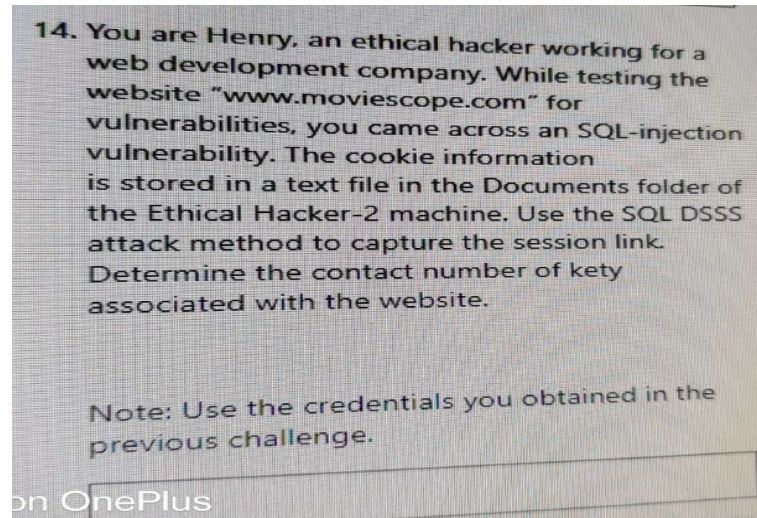 14. You are Henry, an ethical hacker working for a
web development company. While testing the
website "www.moviescope.com" for
vulnerabilities, you came across an SQL-injection
vulnerability. The cookie information
is stored in a text file in the Documents folder of
the Ethical Hacker-2 machine. Use the SQL DSSS
attack method to capture the session link.
Determine the contact number of kety
associated with the website.
Note: Use the credentials you obtained in the
previous challenge.
on OnePlus